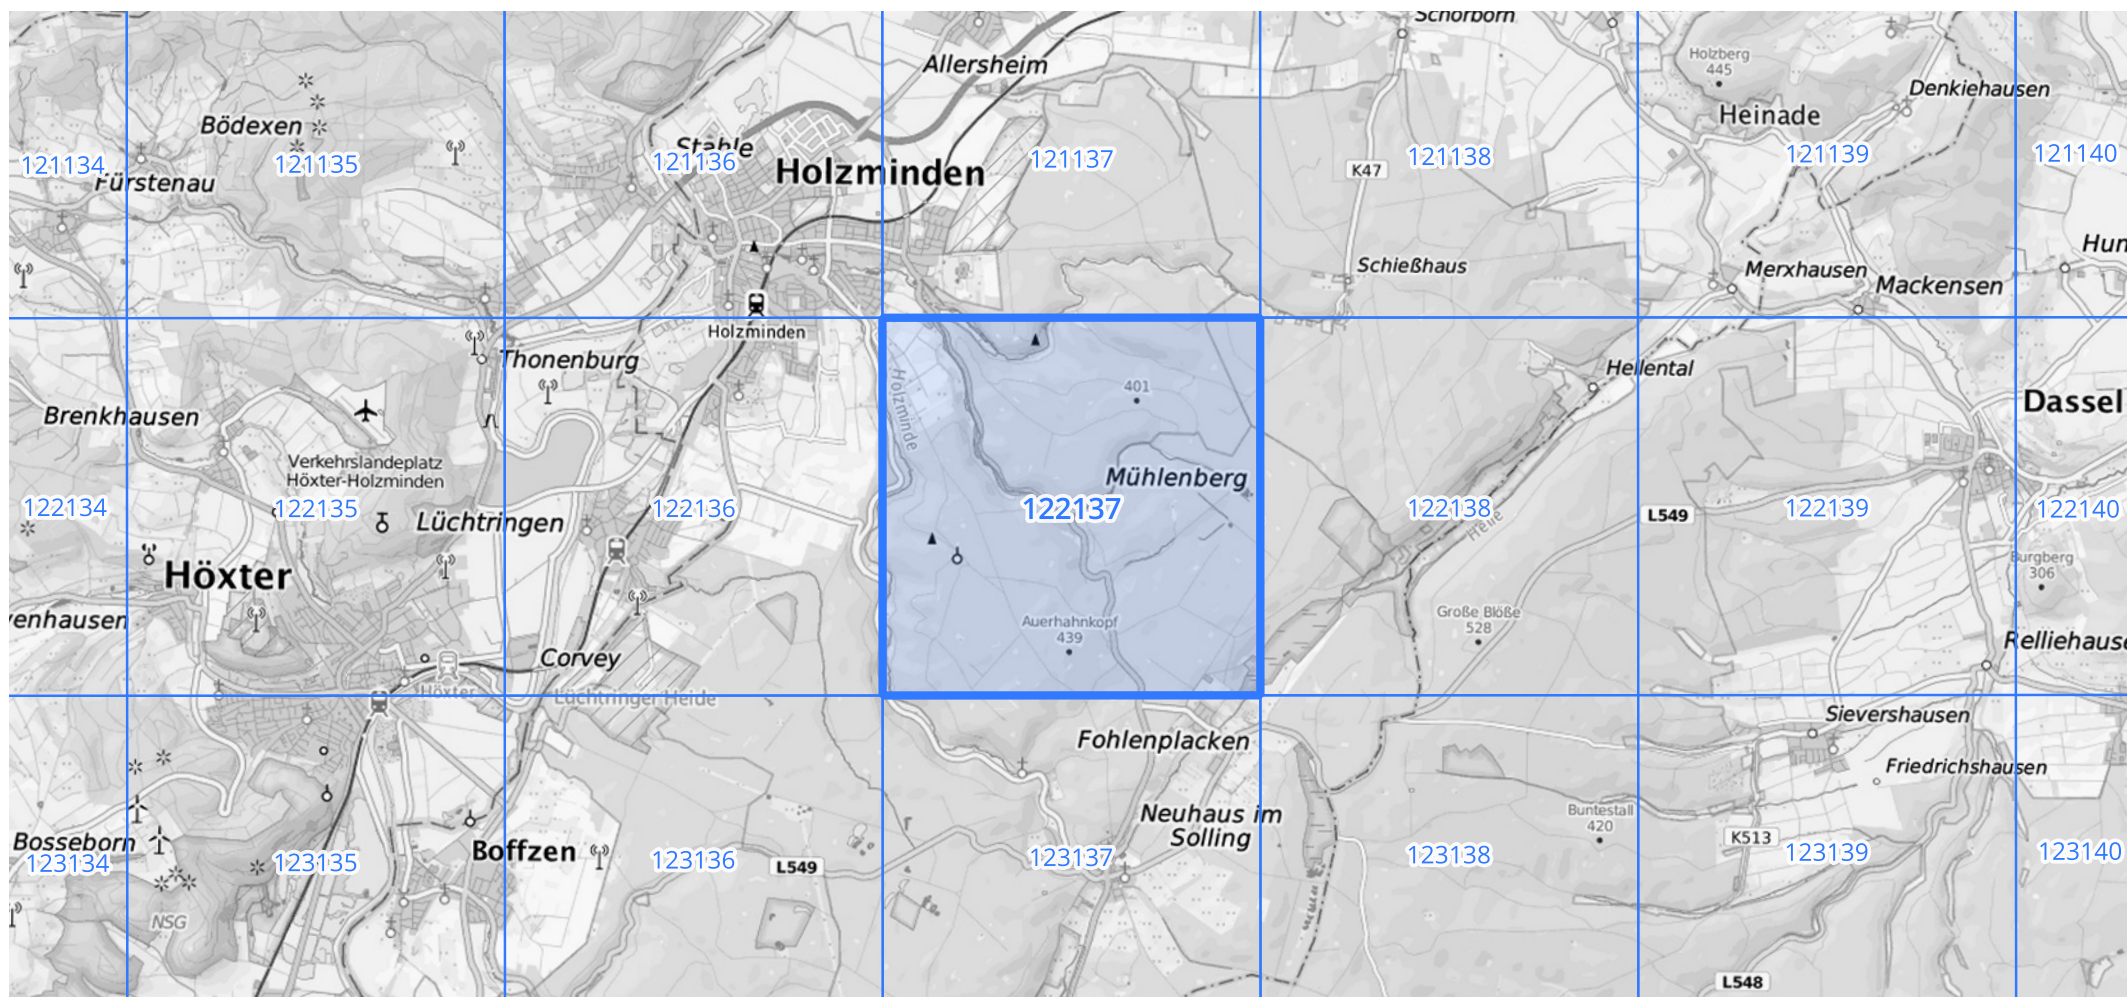 Schorborn
Allersheim
Holzberg
445
Denkiehausen
Heinade
Bödexen
Stahle
121134
121135
121136
Holzminden
121137
K47
121138
121139
121140
Fürstenau
Schießhaus
Merxhausen
Mackensen
Hun
Holzminden
Thonenburg
Hellental
Holzminde
401
Brenkhausen
Dassel
Verkehrslandeplatz
Höxter-Holzminden
Mühlenberg
122134
122135
Lüchtringen
122136
122137
122138
Helle
L549
122139
122140
Höxter
Burgberg
306
venhausen
Auerhahnkopf
439
Große Blöße
528
Relliehause
Corvey
Höxter
Lüchtringer Heide
Fohlenplacken
Sievershausen
Friedrichshausen
Neuhaus im
Solling
Buntestall
420
Bosseborn
Boffzen
K513
123134
123135
123136
L549
123137
123138
123139
123140
NSG
L548